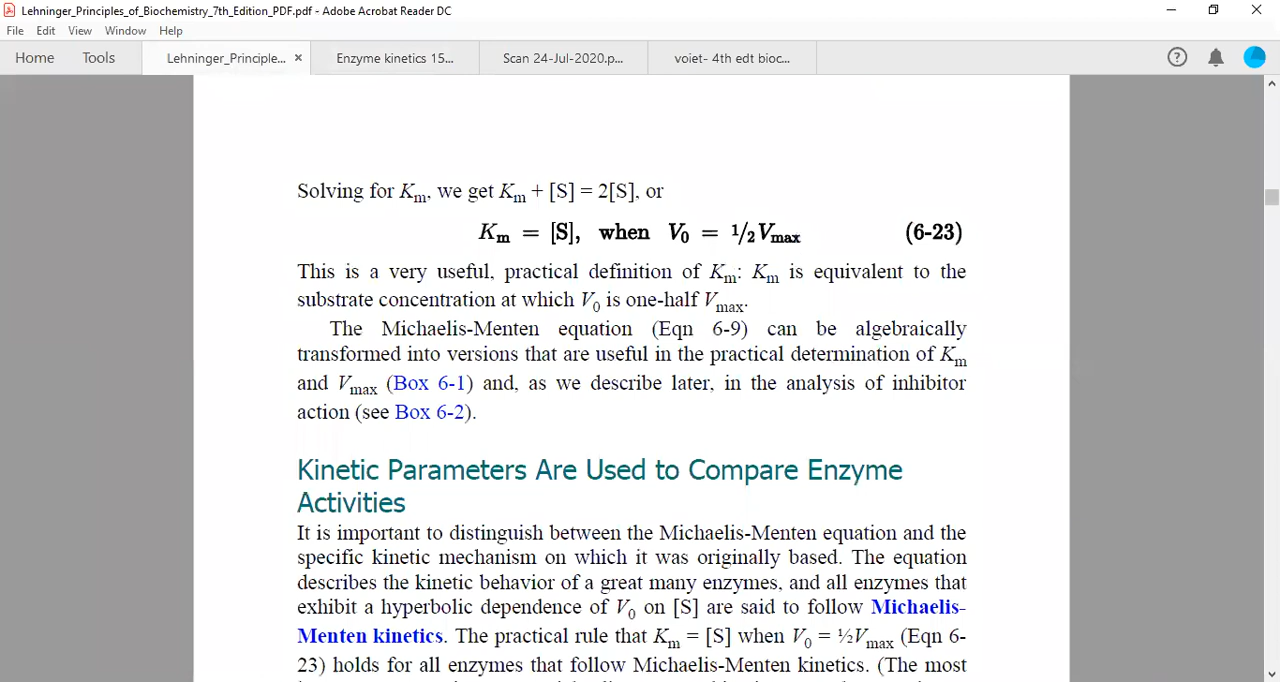 Lehninger_Principles_of_Biochemistry_7th_Edition_PDF.pdf - Adobe Acrobat Reader DC
File Edit View Window Help
Home Tools Lehninger_Principle... × Enzyme kinetics 15... Scan 24-Jul-2020.p... voiet- 4th edt bioc...
Solving for Km, we get Km + [S] = 2[S], or
Km = [S], when V0 = 1/2 Vmax (6-23)
This is a very useful, practical definition of Km: Km is equivalent to the
substrate concentration at which V0 is one-half Vmax.
The Michaelis-Menten equation (Eqn 6-9) can be algebraically
transformed into versions that are useful in the practical determination of Km
and Vmax (Box 6-1) and, as we describe later, in the analysis of inhibitor
action (see Box 6-2).
Kinetic Parameters Are Used to Compare Enzyme
Activities
It is important to distinguish between the Michaelis-Menten equation and the
specific kinetic mechanism on which it was originally based. The equation
describes the kinetic behavior of a great many enzymes, and all enzymes that
exhibit a hyperbolic dependence of V0 on [S] are said to follow Michaelis-
Menten kinetics. The practical rule that Km = [S] when V0 = ½Vmax (Eqn 6-
23) holds for all enzymes that follow Michaelis-Menten kinetics. (The most